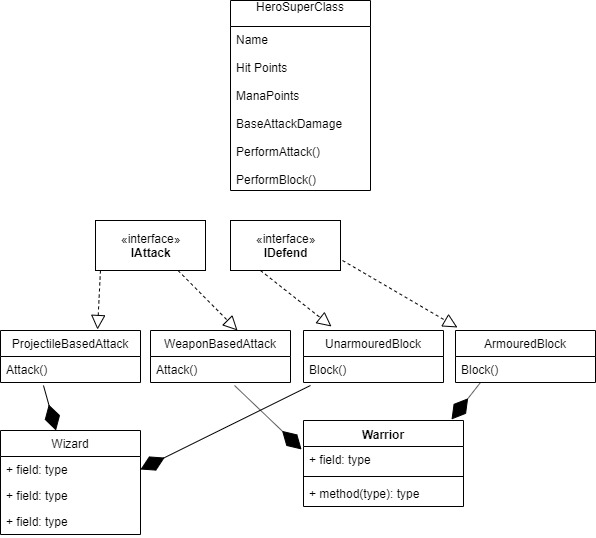 HeroSuperClass
Name
Hit Points
ManaPoints
BaseAttackDamage
PerformAttack()
PerformBlock()
«interface»
IAttack
«interface»
IDefend
ProjectileBasedAttack
Attack()
WeaponBasedAttack
Attack()
UnarmouredBlock
Block()
ArmouredBlock
Block()
Wizard
+ field: type
+ field: type
+ field: type
Warrior
+ field: type
+ method(type): type